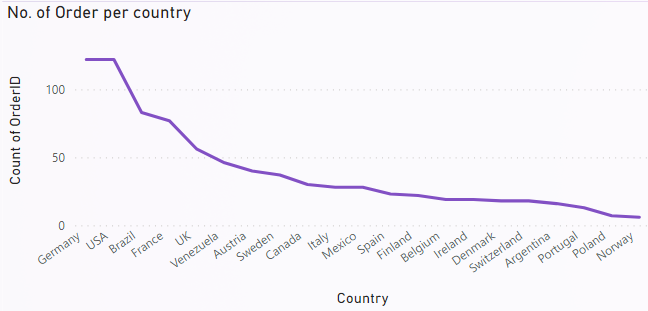 No. of Order per country
Count of OrderID
100
50
0
Germany
USA
Brazil
France
UK
Venezuela
Austria
Sweden
Canada
Italy
Mexico
Spain
Finland
Belgium
Ireland
Denmark
Switzerland
Argentina
Portugal
Poland
Norway
Country